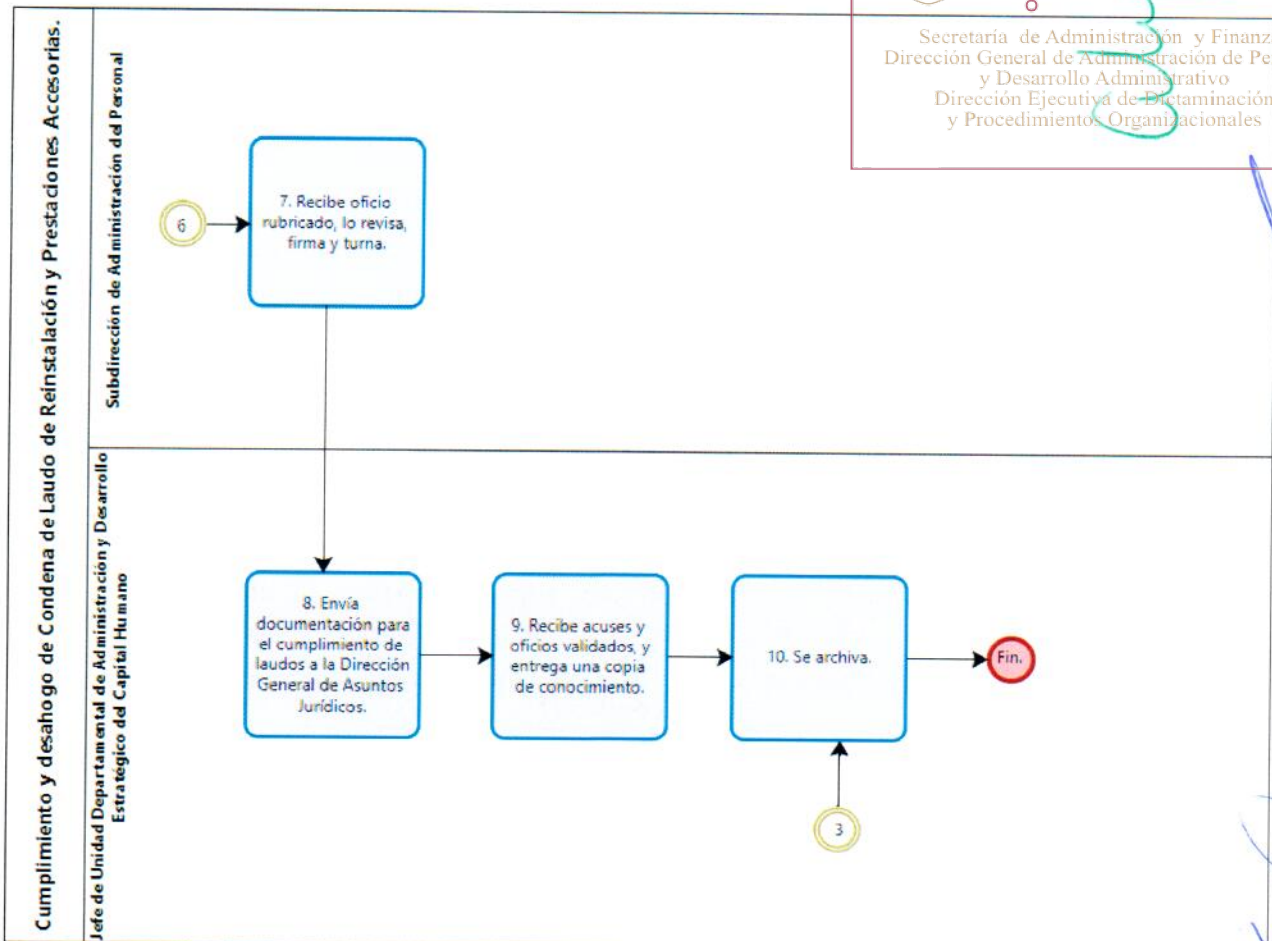 Cumplimiento y desahogo de Condena de Laudo de Reinstalación y Prestaciones Accesorias.
Subdirección de Administración del Personal
Secretaría de Administración y Finanz
Dirección General de Administración de Pe
y Desarrollo Administrativo
Dirección Ejecutiva de Dictaminación
y Procedimientos Organizacionales
6
7. Recibe oficio
rubricado, lo revisa,
firma y turna.
Jefe de Unidad Departamental de Administración y Desarrollo
Estratégico del Capital Humano
8. Envía
documentación para
el cumplimiento de
laudos a la Dirección
General de Asuntos
Jurídicos.
9. Recibe acuses y
oficios validados, y
entrega una copia
de conocimiento.
10. Se archiva.
Fin.
3